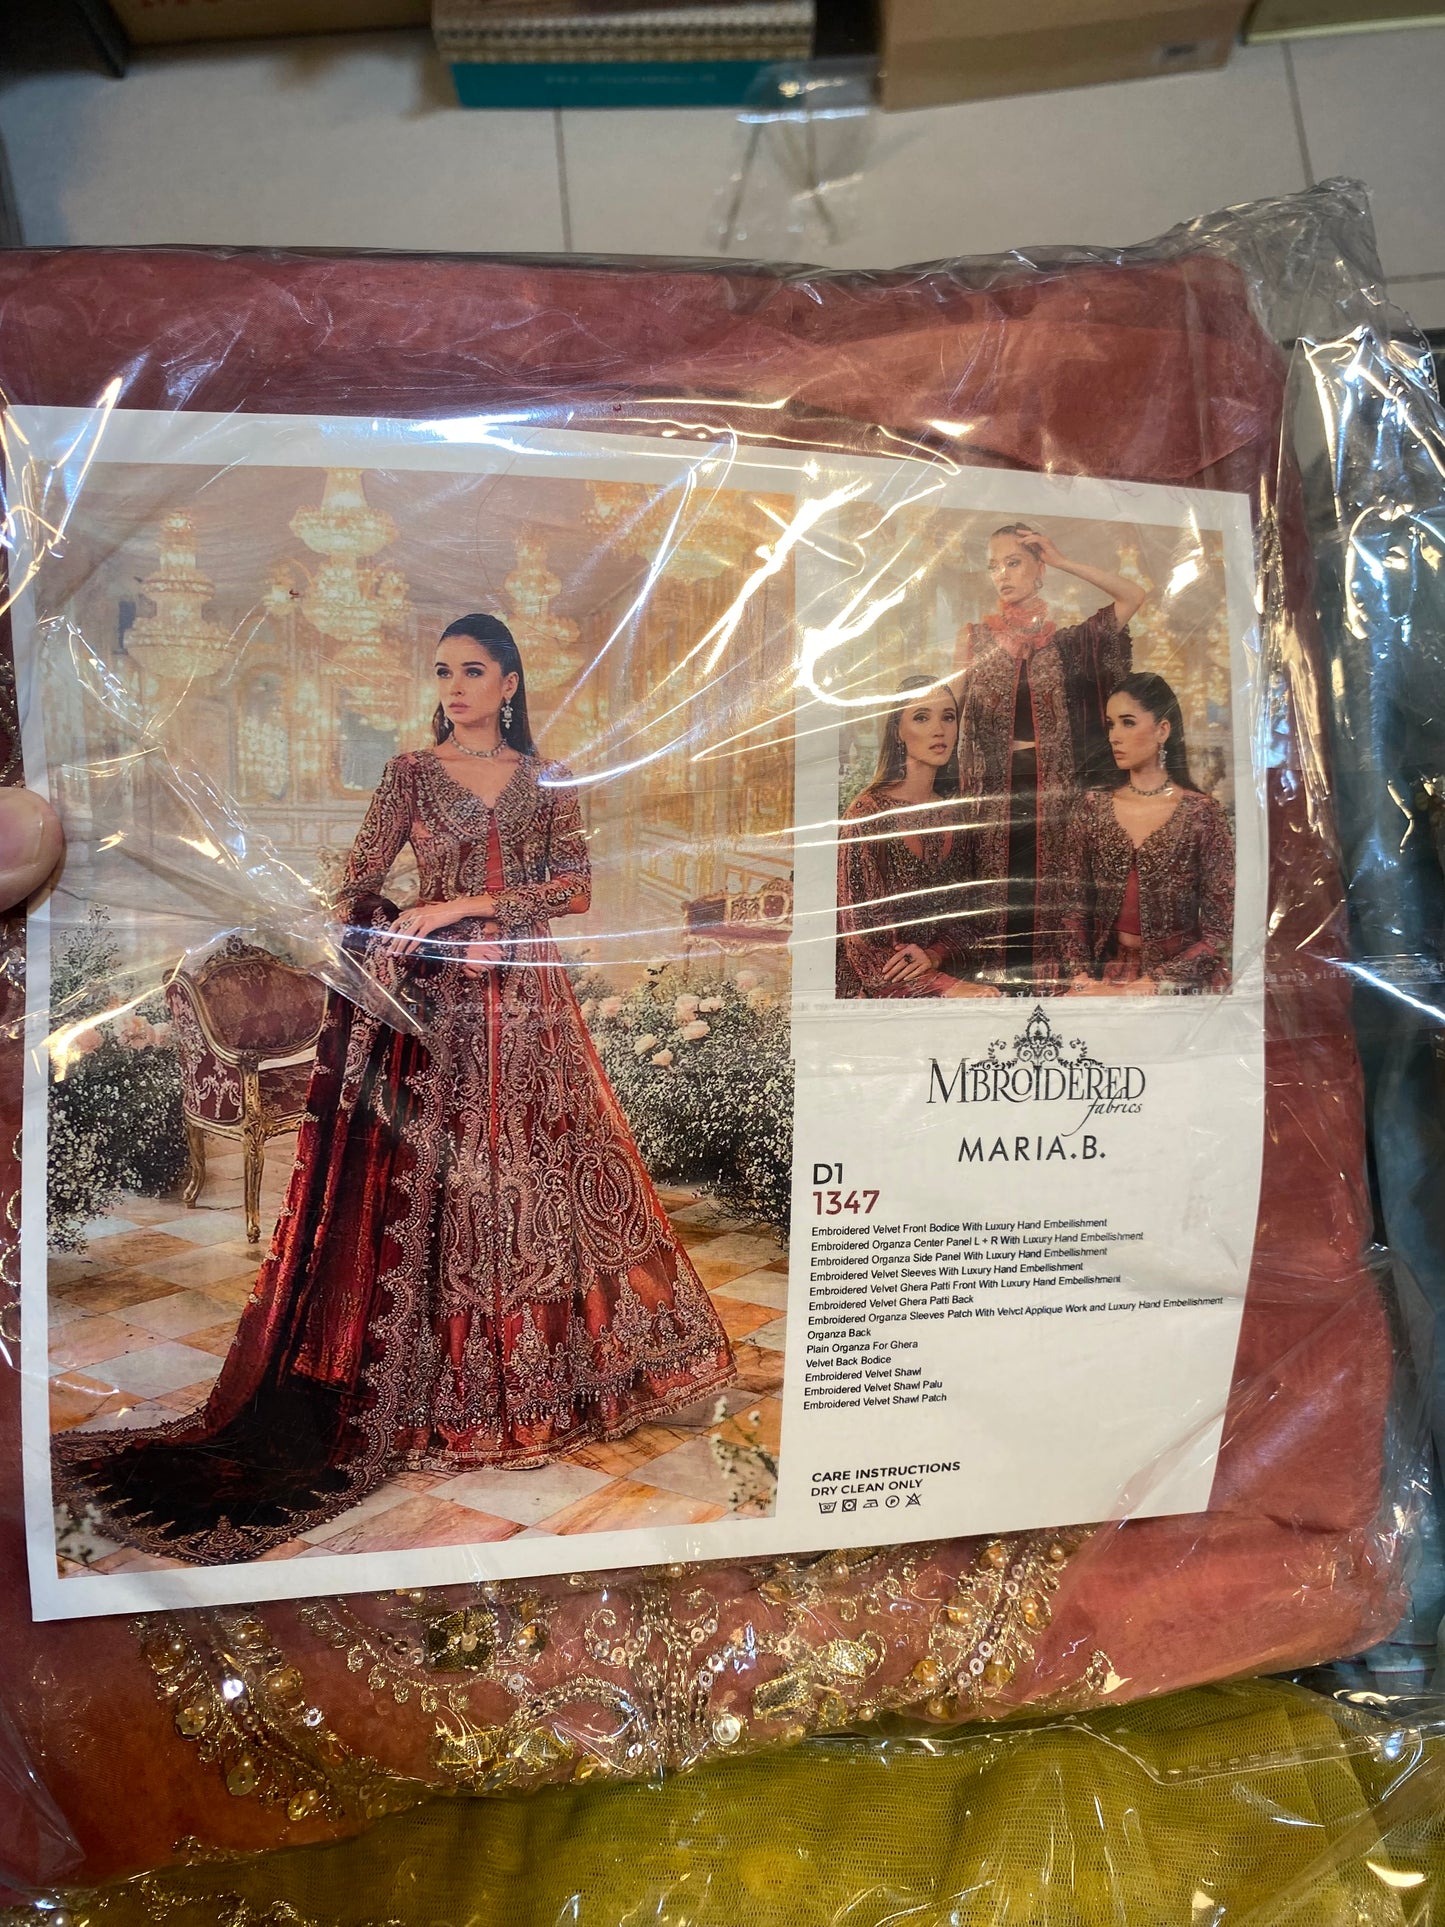 MBROIDERED
fabrics
MARIA.B.
D1
1347
Embroidered Velvet Front Bodice With Luxury Hand Embellishment
Embroidered Organza Center Panel L + R With Luxury Hand Embellishment
Embroidered Organza Side Panel With Luxury Hand Embellishment
Embroidered Velvet Sleeves With Luxury Hand Embellishment
Embroidered Velvet Ghera Patti Front With Luxury Hand Embellishment
Embroidered Velvet Ghera Patti Back
Embroidered Organza Sleeves Patch With Velvct Applique Work and Luxury Hand Embellishment
Organza Back
Plain Organza For Ghera
Velvet Back Bodice
Embroidered Velvet Shawl
Embroidered Velvet Shawl Palu
Embroidered Velvet Shawl Patch
CARE INSTRUCTIONS
DRY CLEAN ONLY
30°
P